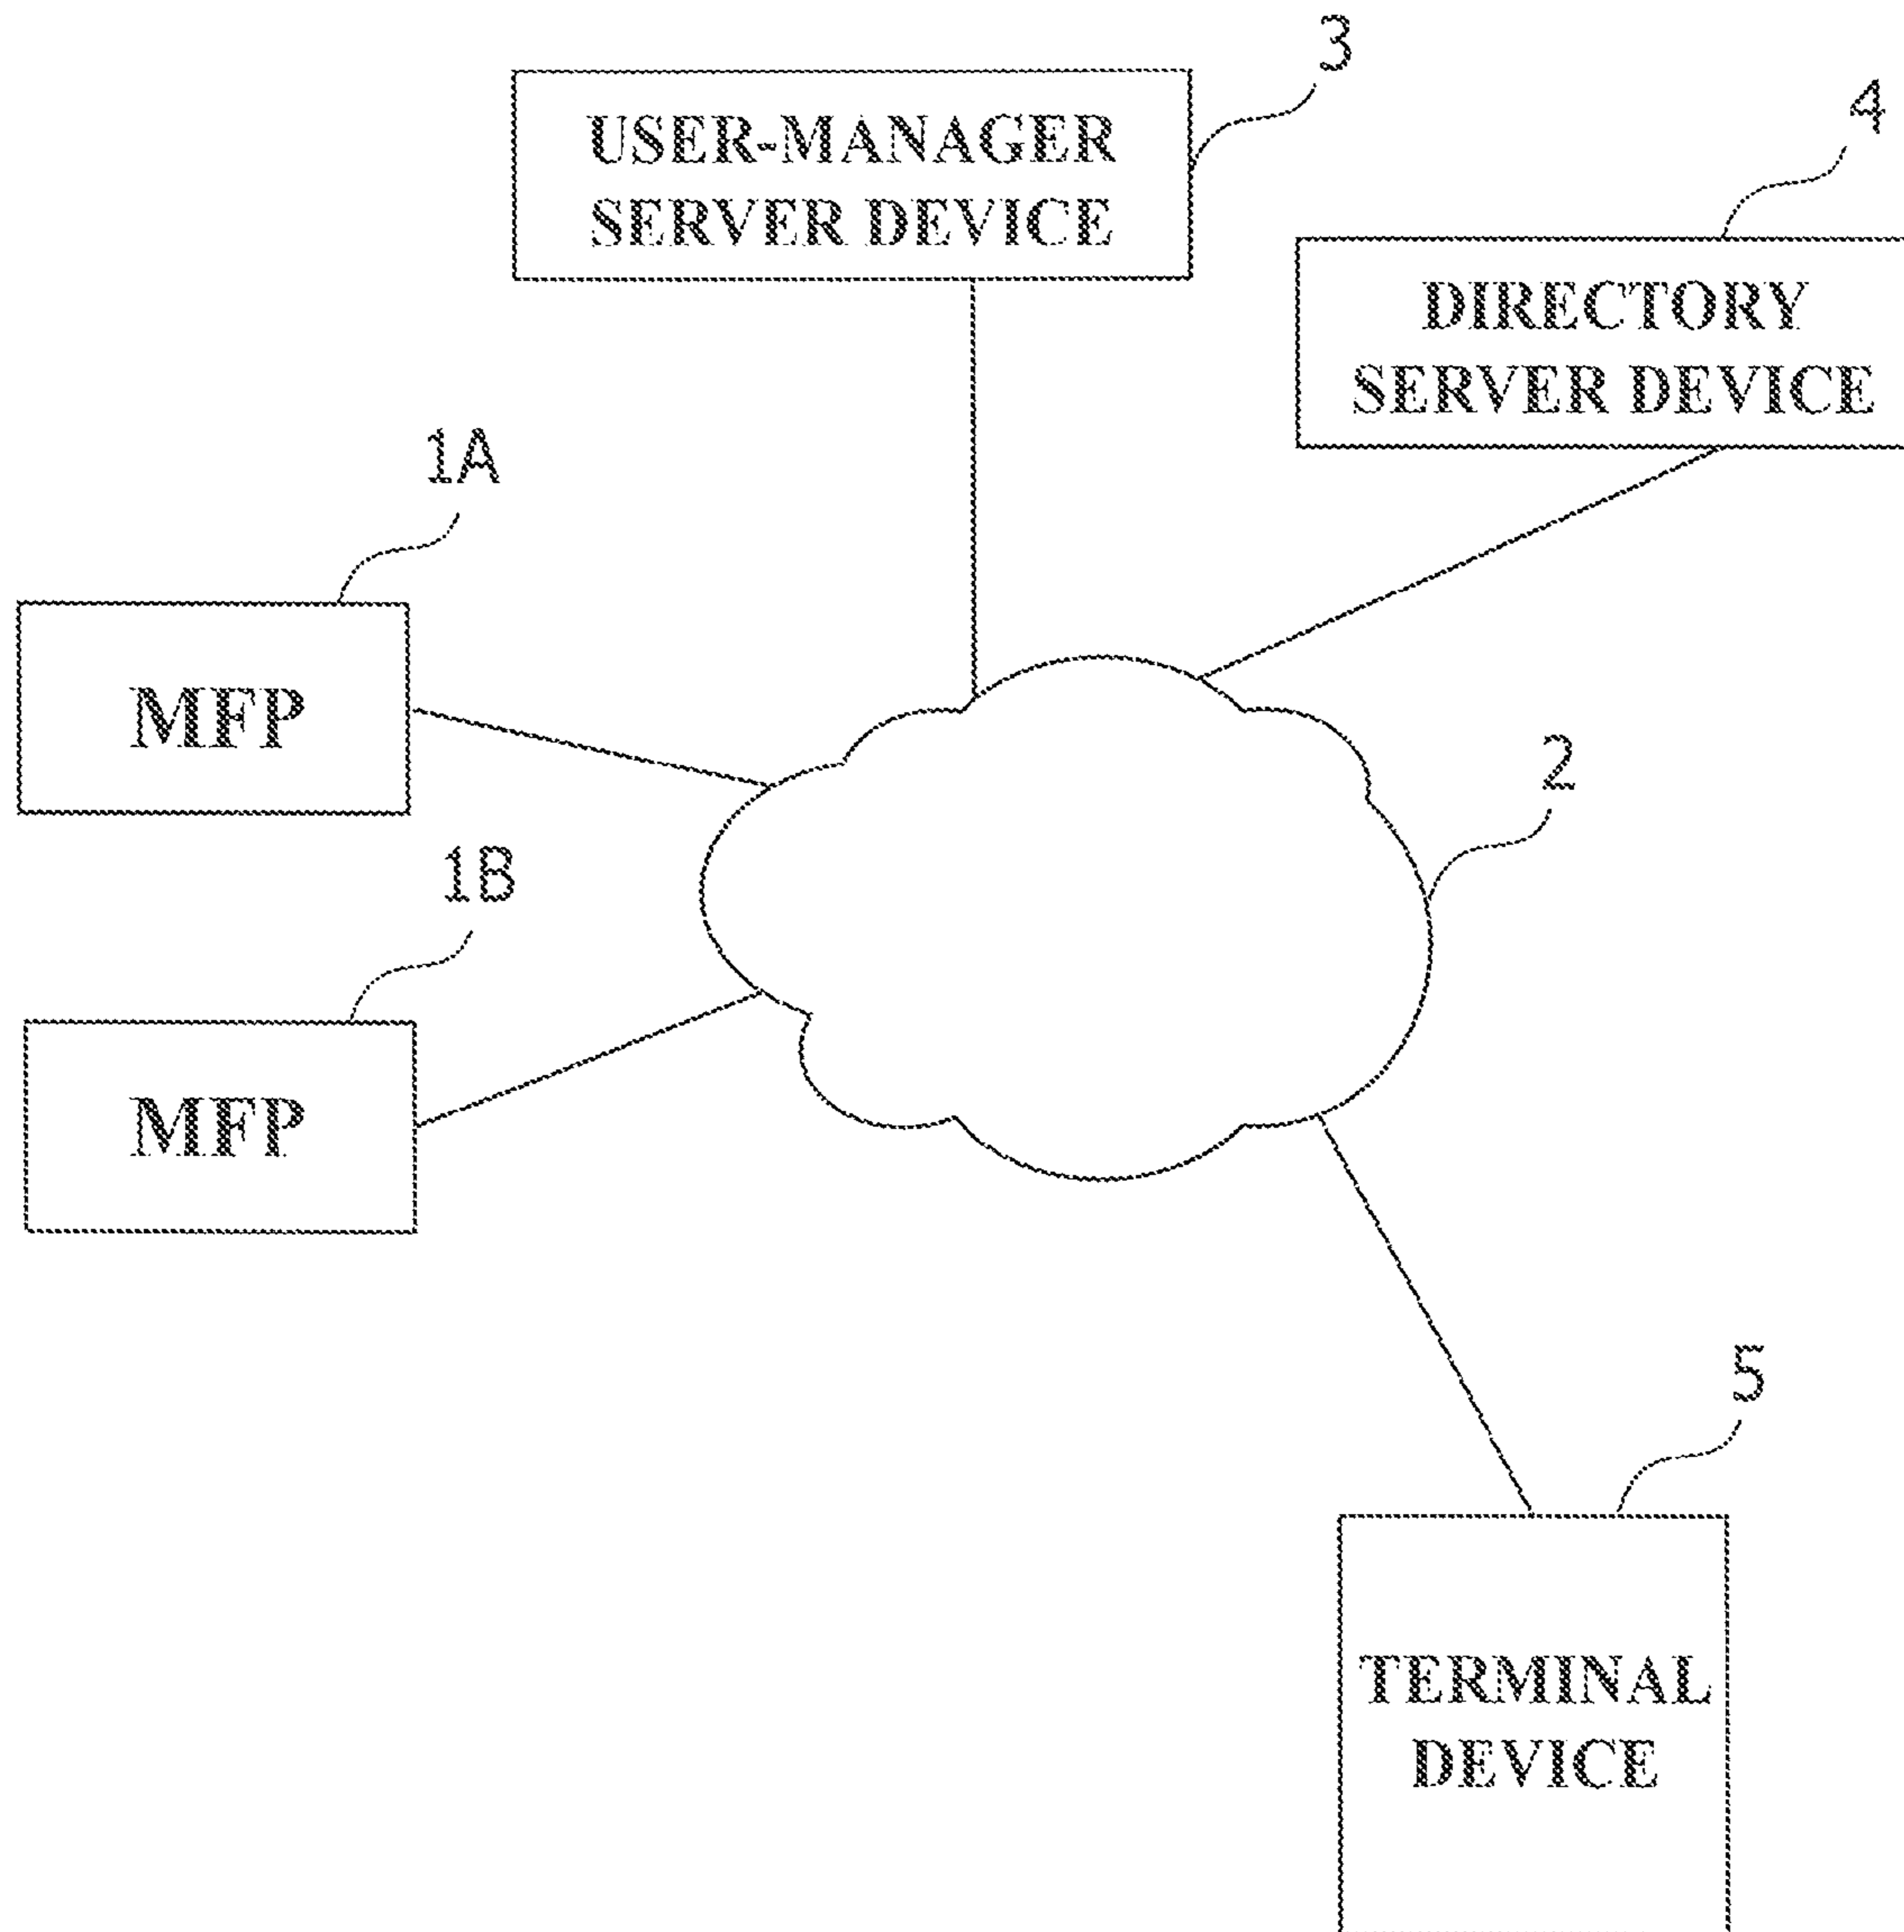 3
USER-MANAGER
SERVER DEVICE
4
DIRECTORY
SERVER DEVICE
1A
MFP
2
1B
MFP
5
TERMINAL
DEVICE